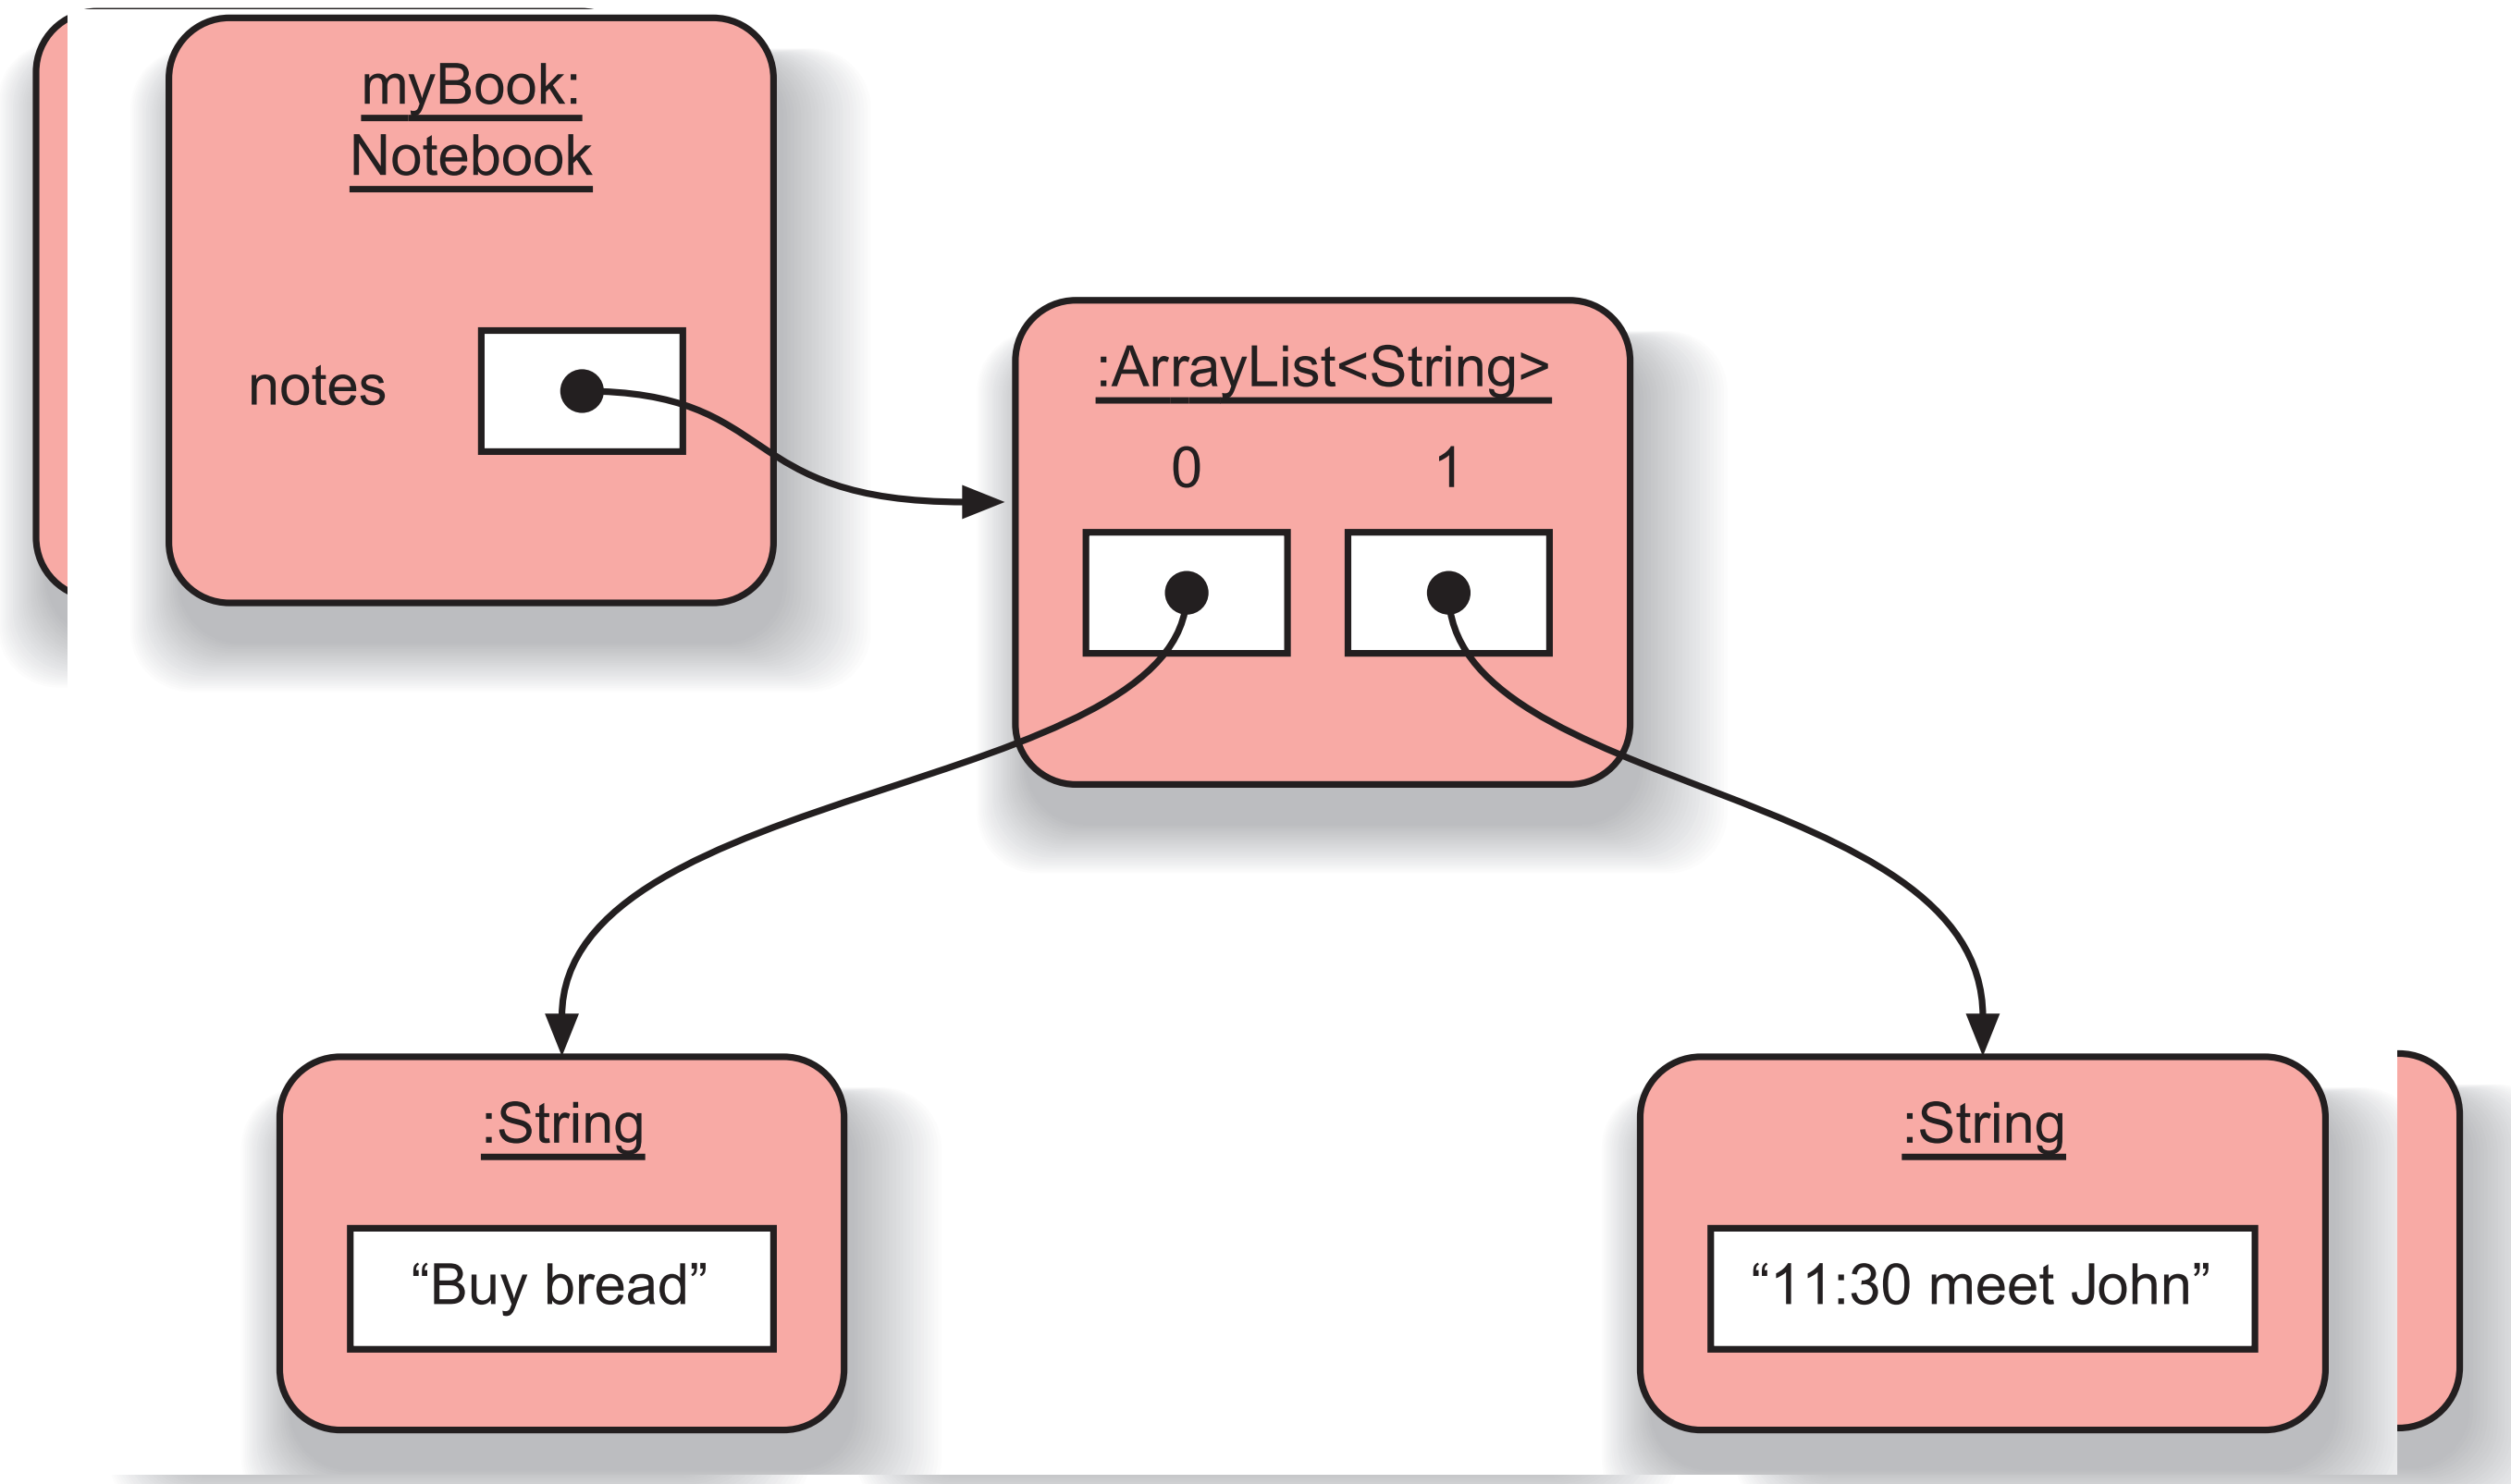 myBook:
Notebook
notes
:ArrayList<String>
0 1
:String
“Buy bread”
:String
“11:30 meet John”